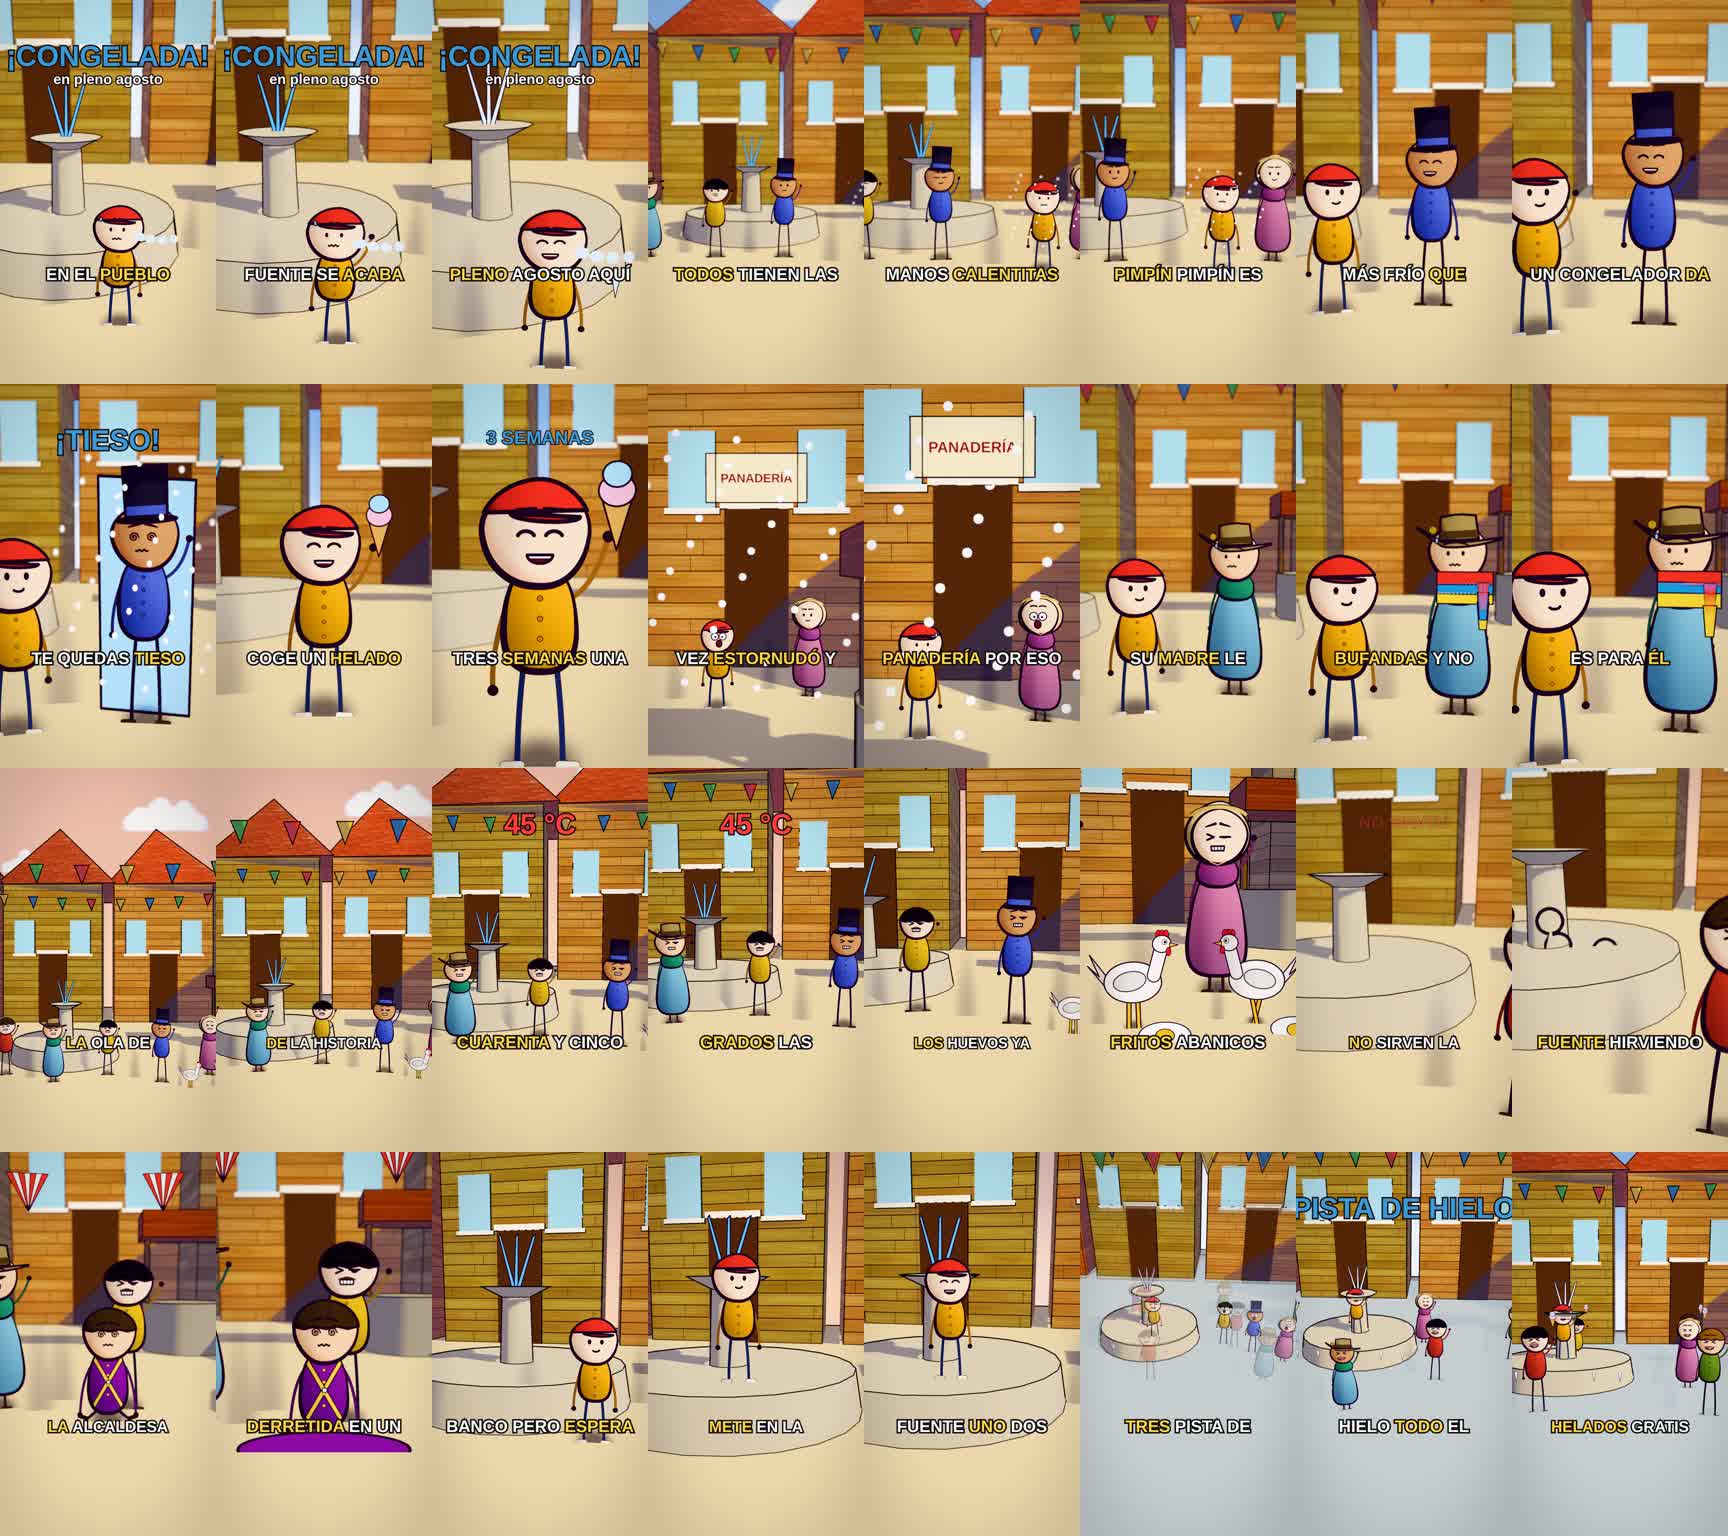 ¡CONGELADA!
en pleno agosto
EN EL PUEBLO
¡CONGELADA!
en pleno agosto
FUENTE SE ACABA
¡CONGELADA!
en pleno agosto
PLENO AGOSTO AQUÍ
TODOS TIENEN LAS
MANOS CALENTITAS
PIMPÍN PIMPÍN ES
MÁS FRÍO QUE
UN CONGELADOR DA
¡TIESO!
TE QUEDAS TIESO
COGE UN HELADO
3 SEMANAS
TRES SEMANAS UNA
PANADERÍA
VEZ ESTORNUDÓ Y
PANADERÍA
PANADERÍA POR ESO
SU MADRE LE
BUFANDAS Y NO
ES PARA ÉL
LA OLA DE
DE LA HISTORIA
45 °C
CUARENTA Y CINCO
45 °C
GRADOS LAS
LOS HUEVOS YA
FRITOS ABANICOS
NO SIRVEN LA
FUENTE HIRVIENDO
LA ALCALDESA
DERRETIDA EN UN
BANCO PERO ESPERA
METE EN LA
FUENTE UNO DOS
TRES PISTA DE
PISTA DE HIELO
HIELO TODO EL
HELADOS GRATIS